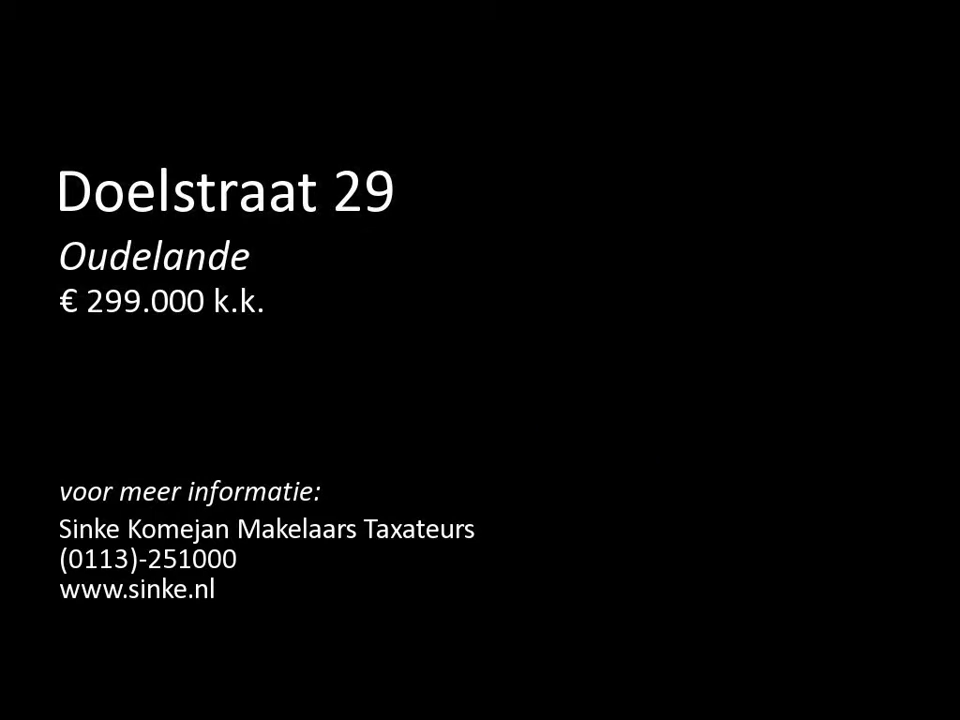 Doelstraat 29
Oudelande
€ 299.000 k.k.
voor meer informatie:
Sinke Komejan Makelaars Taxateurs
(0113)-251000
www.sinke.nl